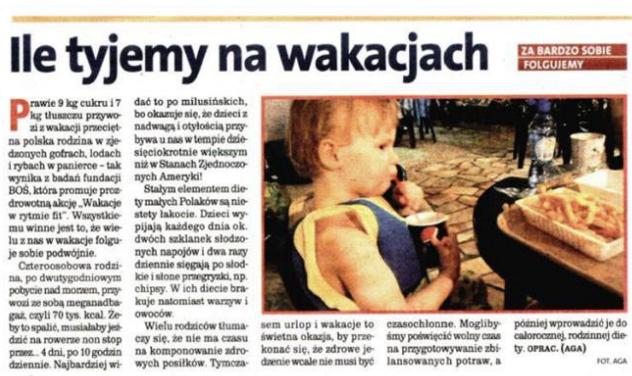 Ile tyjemy na wakacjach
ZA BARDZO SOBIE
FOLGUJEMY
Prawie 9 kg cukru i 7
kg tłuszczu przywo-
zi z wakacji przecięt-
na polska rodzina w zje-
dzonych gofrach, lodach
i rybach w panierce – tak
wynika z badań fundacji
BOŚ, która promuje proz-
drowotną akcję „Wakacje
w rytmie fit”. Wszystkie-
mu winne jest to, że wie-
lu z nas w wakacje folgu-
je sobie podwójnie.
Czteroosobowa rodzi-
na, po dwutygodniowym
pobycie nad morzem, przy-
wozi ze sobą meganadba-
gaż, czyli 70 tys. kcal. Że-
by to spalić, musiałaby jeź-
dzić na rowerze non stop
przez... 4 dni, po 10 godzin
dziennie. Najbardziej wi-
dać to po milusińskich,
bo okazuje się, że dzieci z
nadwagą i otyłością przy-
bywa u nas w tempie dzie-
sięciokrotnie większym
niż w Stanach Zjednoczo-
nych Ameryki!
Stałym elementem die-
ty małych Polaków są nie-
stety łakocie. Dzieci wy-
pijają każdego dnia ok.
dwóch szklanek słodzo-
nych napojów i dwa razy
dziennie sięgają po słod-
kie i słone przegryzki, np.
chipsy. W ich diecie bra-
kuje natomiast warzyw i
owoców.
Wielu rodziców tłuma-
czy się, że nie ma czasu
na komponowanie zdro-
wych posiłków. Tymcza-
sem urlop i wakacje to
świetna okazja, by prze-
konać się, że zdrowe je-
dzenie wcale nie musi być
czasochłonne. Mogliby-
śmy poświęcić wolny czas
na przygotowywanie zbi-
lansowanych potraw, a
później wprowadzić je do
całorocznej, rodzinnej die-
ty. OPRAC. (AGA)
FOT. AGA